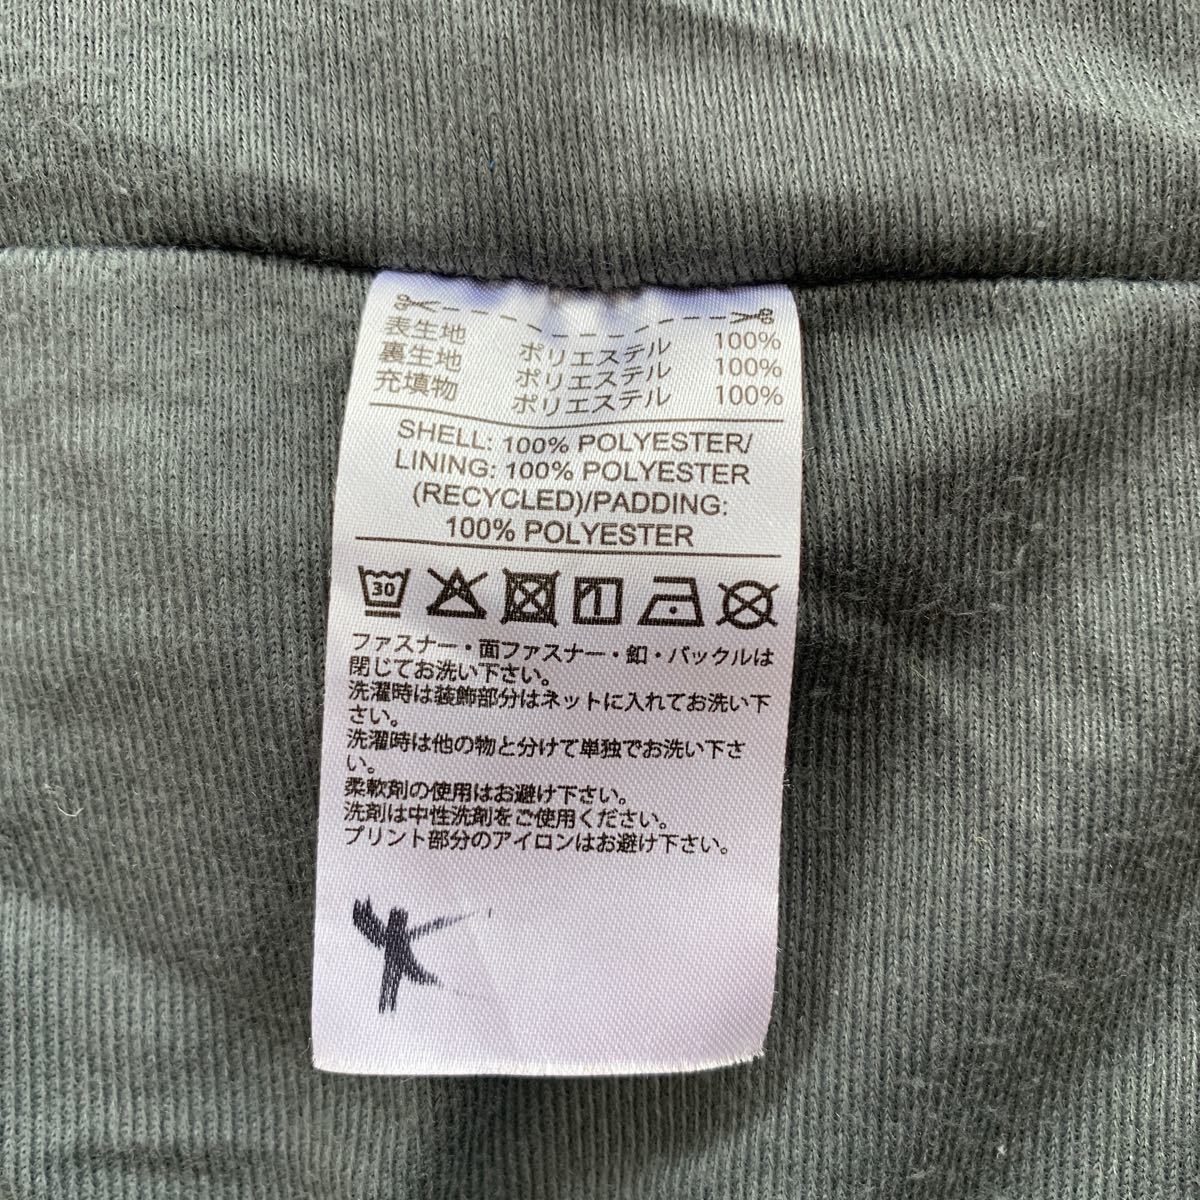 表生地 ポリエステル 100%
裏生地 ポリエステル 100%
充填物 ポリエステル 100%
SHELL: 100% POLYESTER/
LINING: 100% POLYESTER
(RECYCLED)/PADDING:
100% POLYESTER
30
ファスナー・面ファスナー・釦・バックルは
閉じてお洗い下さい。
洗濯時は装飾部分はネットに入れてお洗い下
さい。
洗濯時は他の物と分けて単独でお洗い下さ
い。
柔軟剤の使用はお避け下さい。
洗剤は中性洗剤をご使用ください。
プリント部分のアイロンはお避け下さい。